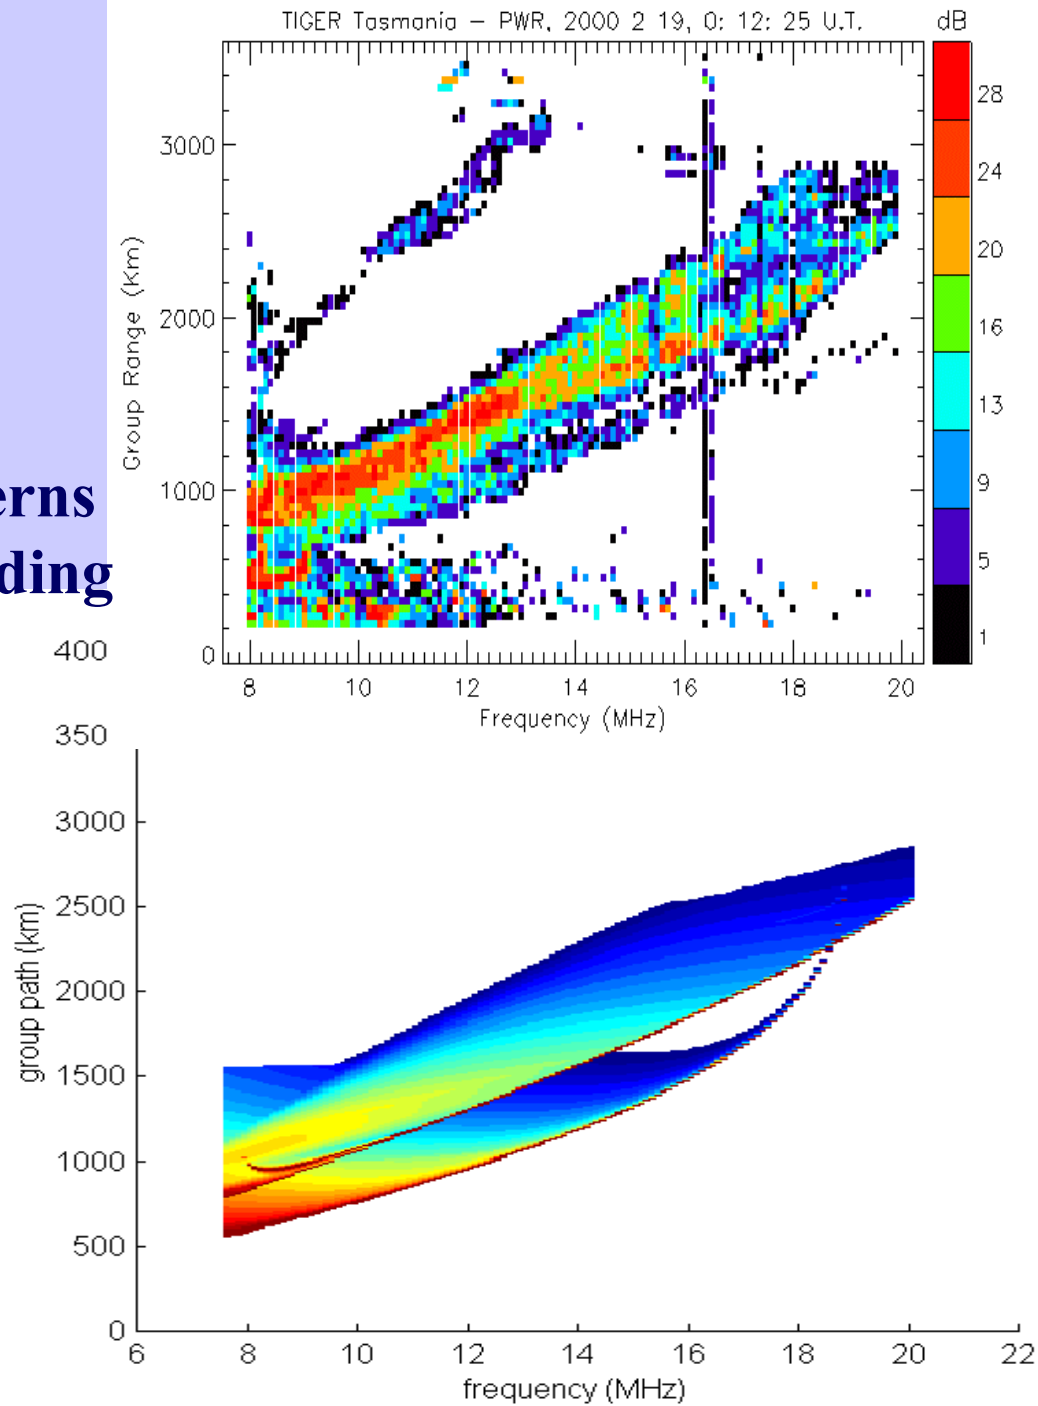 TIGER Tasmania - PWR, 2000 2 19, 0: 12: 25 U.T.
dB
28
24
20
16
13
9
5
1
Group Range (Km)
3000
2000
1000
0
8 10 12 14 16 18 20
Frequency (MHz)
erns
ding
400
350
group path (km)
3000
2500
2000
1500
1000
500
0
6 8 10 12 14 16 18 20 22
frequency (MHz)